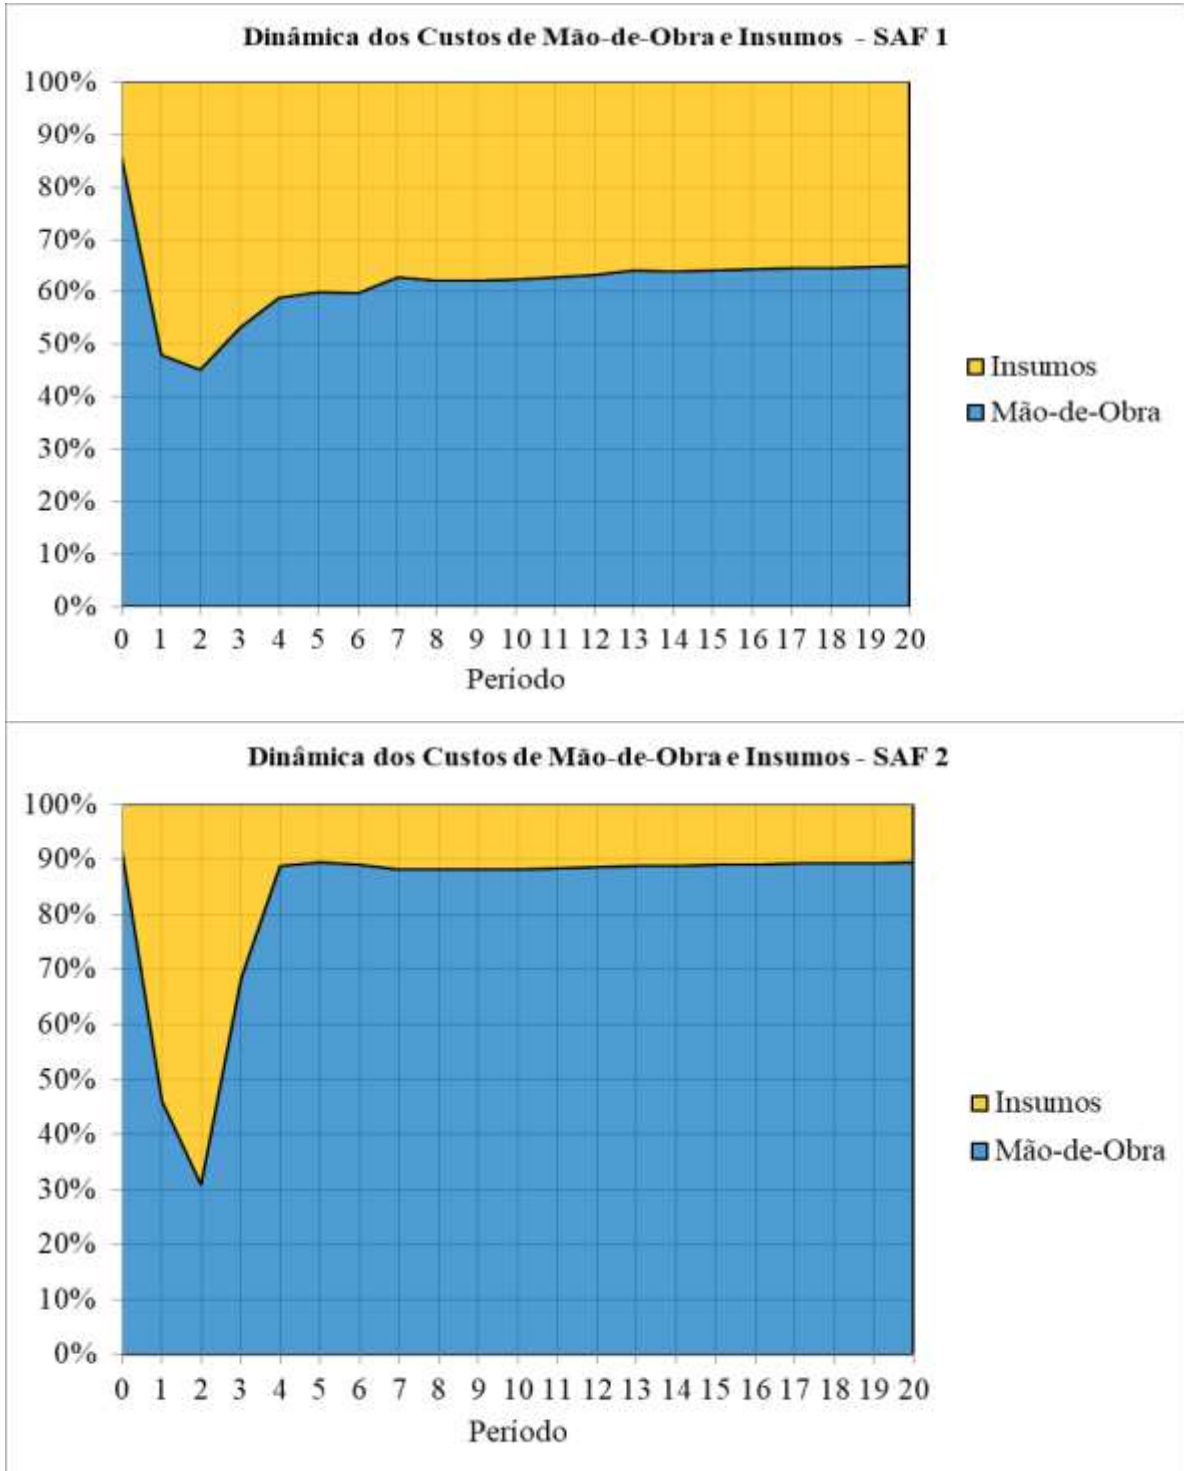 Dinâmica dos Custos de Mão-de-Obra e Insumos - SAF 1
100%
90%
80%
70%
60%
50%
40%
30%
20%
10%
0%
0 1 2 3 4 5 6 7 8 9 10 11 12 13 14 15 16 17 18 19 20
Período
Insumos
Mão-de-Obra
Dinâmica dos Custos de Mão-de-Obra e Insumos - SAF 2
100%
90%
80%
70%
60%
50%
40%
30%
20%
10%
0%
0 1 2 3 4 5 6 7 8 9 10 11 12 13 14 15 16 17 18 19 20
Período
Insumos
Mão-de-Obra